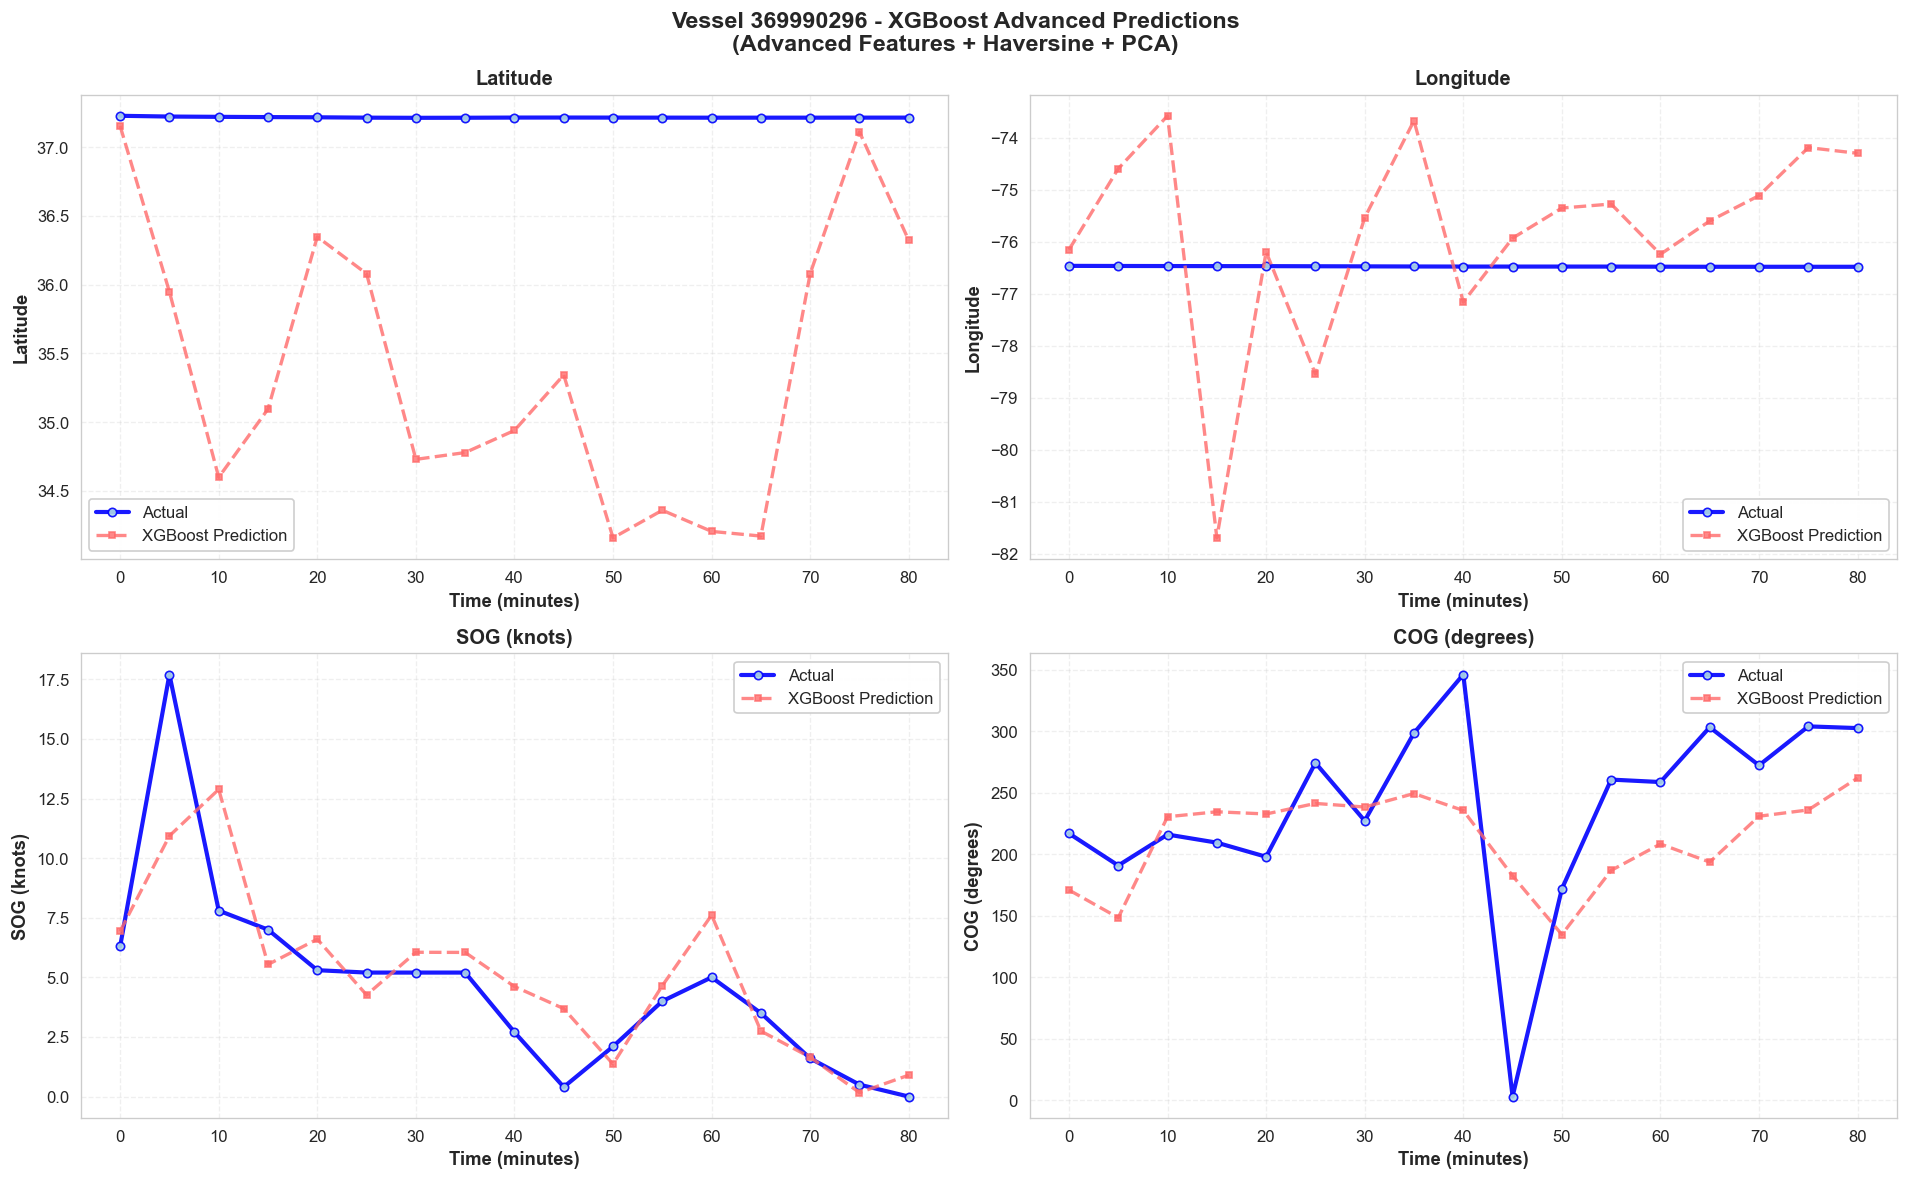 Vessel 369990296 - XGBoost Advanced Predictions
(Advanced Features + Haversine + PCA)
Latitude
Latitude
37.0
36.5
36.0
35.5
35.0
34.5
Actual
XGBoost Prediction
0 10 20 30 40 50 60 70 80
Time (minutes)
Longitude
Longitude
−74
−75
−76
−77
−78
−79
−80
−81
−82
Actual
XGBoost Prediction
0 10 20 30 40 50 60 70 80
Time (minutes)
SOG (knots)
SOG (knots)
17.5
15.0
12.5
10.0
7.5
5.0
2.5
0.0
Actual
XGBoost Prediction
0 10 20 30 40 50 60 70 80
Time (minutes)
COG (degrees)
COG (degrees)
350
300
250
200
150
100
50
0
Actual
XGBoost Prediction
0 10 20 30 40 50 60 70 80
Time (minutes)